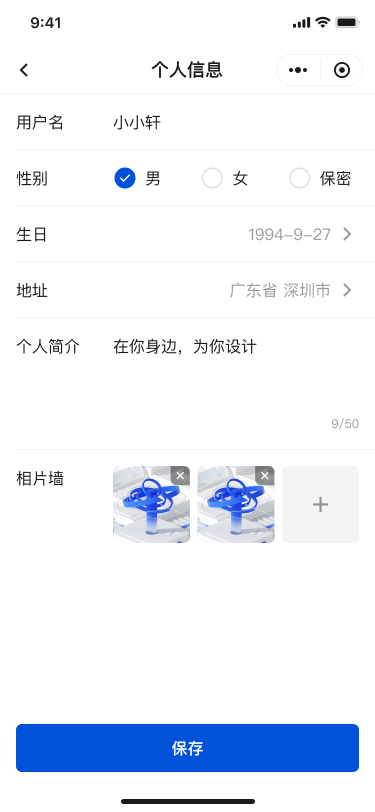 9:41
个人信息
用户名 小小轩
性别 男 女 保密
生日 1994-9-27
地址 广东省 深圳市
个人简介 在你身边，为你设计
9/50
相片墙
保存